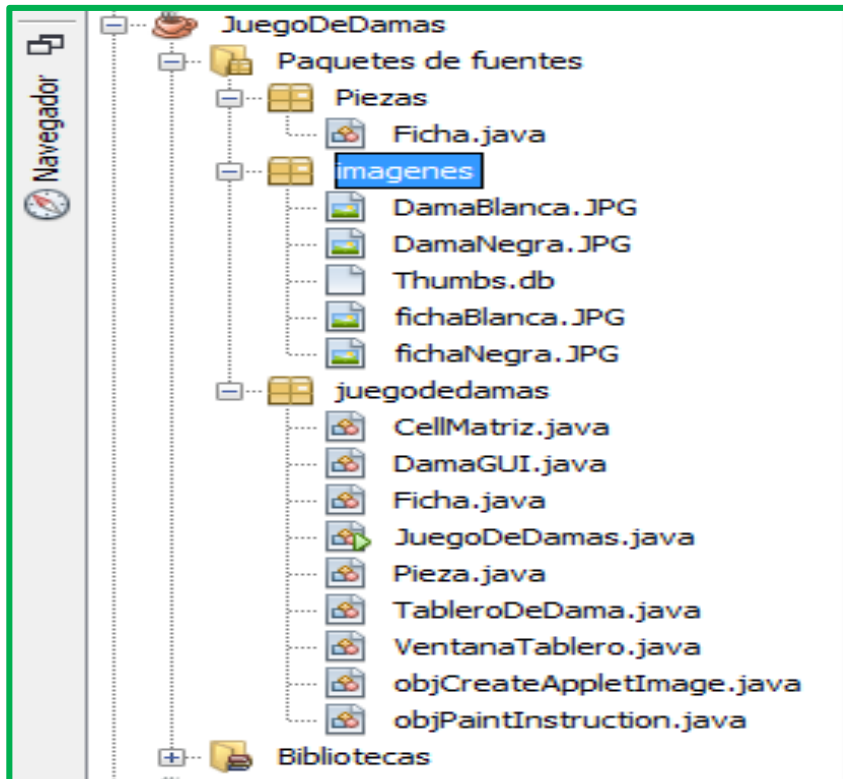 Navegador
JuegoDeDamas
Paquetes de fuentes
Piezas
Ficha.java
imagenes
DamaBlanca.JPG
DamaNegra.JPG
Thumbs.db
fichaBlanca.JPG
fichaNegra.JPG
juegodedamas
CellMatriz.java
DamaGUI.java
Ficha.java
JuegoDeDamas.java
Pieza.java
TableroDeDama.java
VentanaTablero.java
objCreateAppletImage.java
objPaintInstruction.java
Bibliotecas